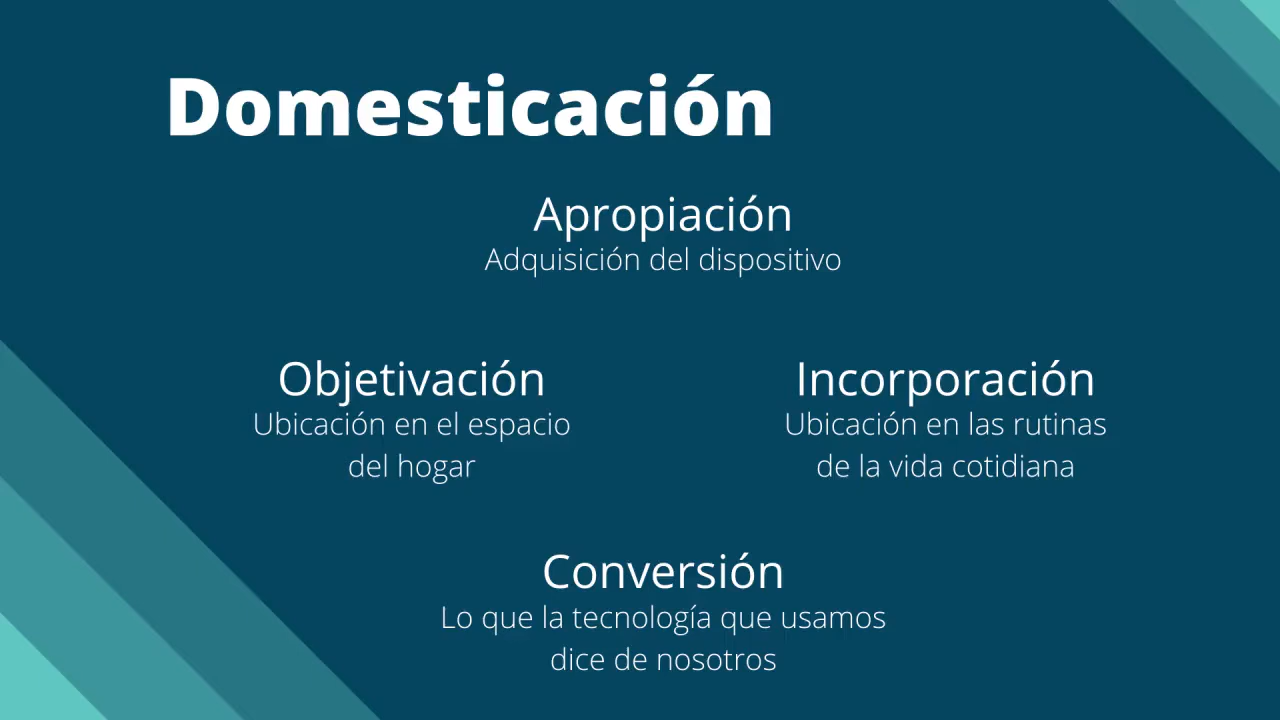 Domesticación
Apropiación
Adquisición del dispositivo
Objetivación
Ubicación en el espacio
del hogar
Incorporación
Ubicación en las rutinas
de la vida cotidiana
Conversión
Lo que la tecnología que usamos
dice de nosotros